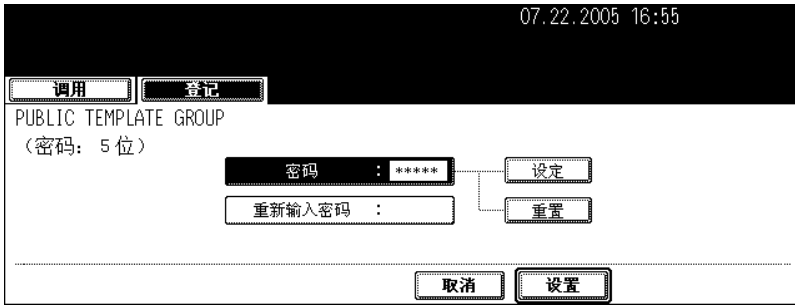 07.22.2005 16:55
调用 登记
PUBLIC TEMPLATE GROUP
（密码： 5位）
密码 : ***** 设定
重新输入密码 : 重置
取消 设置